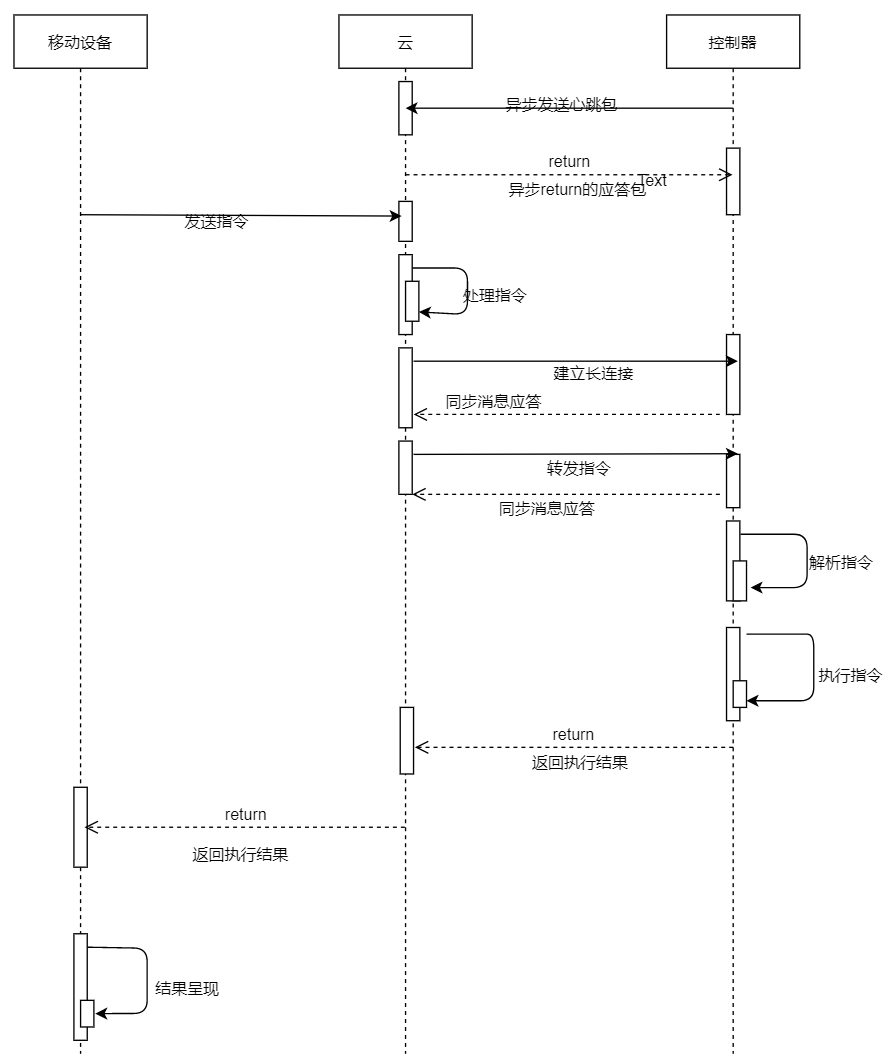 移动设备
云
控制器
异步发送心跳包
return
Text
异步return的应答包
发送指令
处理指令
建立长连接
同步消息应答
转发指令
同步消息应答
解析指令
执行指令
return
返回执行结果
return
返回执行结果
结果呈现